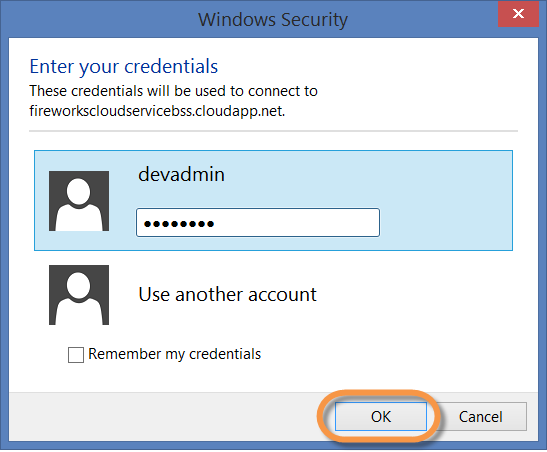 Windows Security
Enter your credentials
These credentials will be used to connect to
fireworkscloudservicebss.cloudapp.net.
devadmin
●●●●●●●●
Use another account
Remember my credentials
OK
Cancel